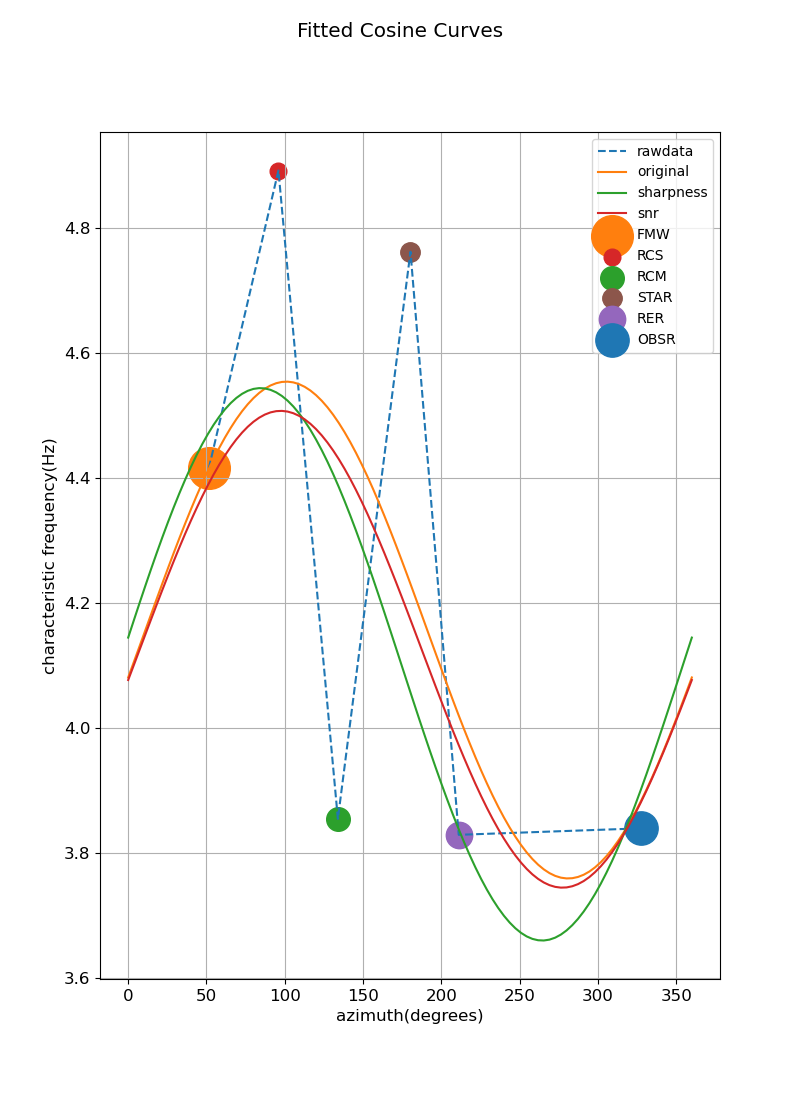 Fitted Cosine Curves
rawdata
original
sharpness
snr
FMW
RCS
RCM
STAR
RER
OBSR
characteristic frequency(Hz)
4.8
4.6
4.4
4.2
4.0
3.8
3.6
0 50 100 150 200 250 300 350
azimuth(degrees)